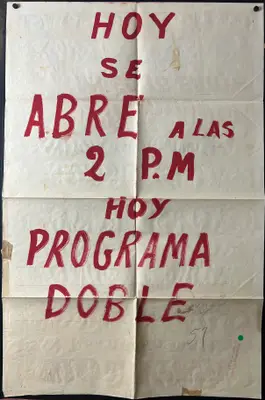 HOY
SE
ABRE A LAS
2 P.M
HOY
PROGRAMA
DOBLE